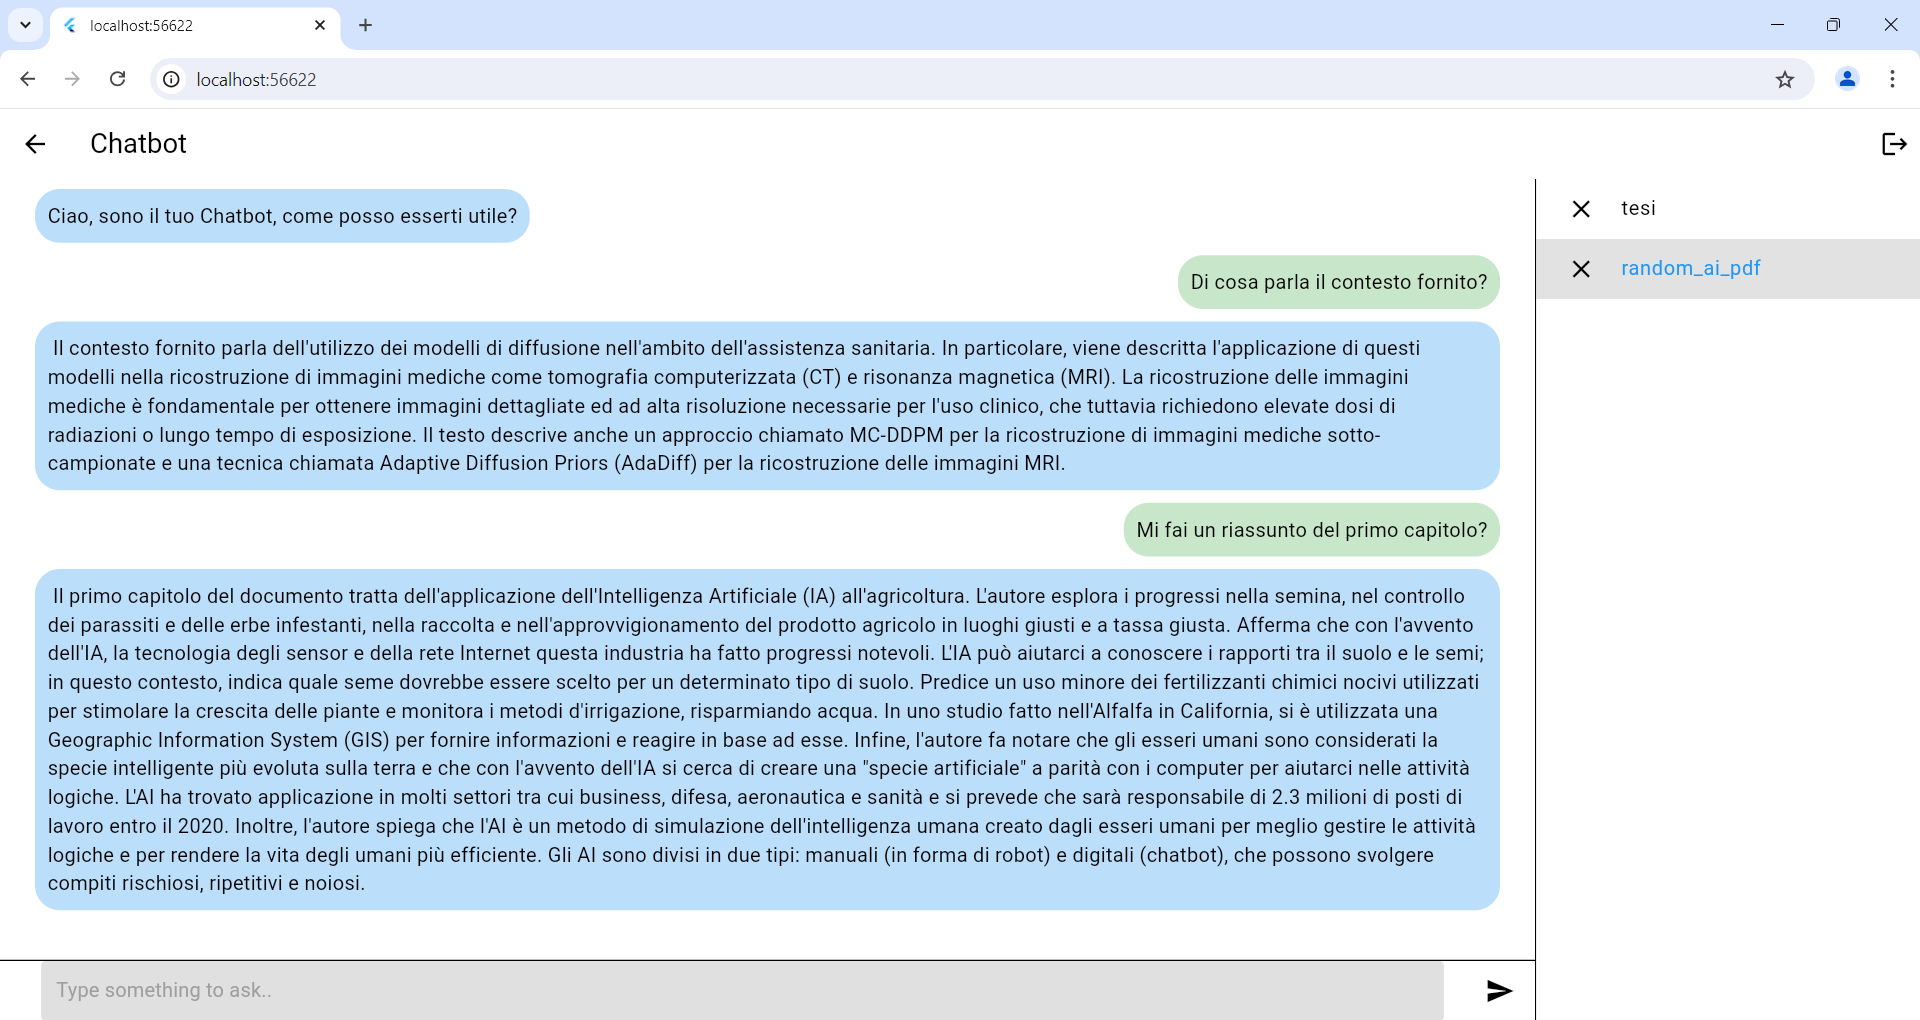 localhost:56622
localhost:56622
Chatbot
Ciao, sono il tuo Chatbot, come posso esserti utile?
tesi
random_ai_pdf
Di cosa parla il contesto fornito?
Il contesto fornito parla dell'utilizzo dei modelli di diffusione nell'ambito dell'assistenza sanitaria. In particolare, viene descritta l'applicazione di questi
modelli nella ricostruzione di immagini mediche come tomografia computerizzata (CT) e risonanza magnetica (MRI). La ricostruzione delle immagini
mediche è fondamentale per ottenere immagini dettagliate ed ad alta risoluzione necessarie per l'uso clinico, che tuttavia richiedono elevate dosi di
radiazioni o lungo tempo di esposizione. Il testo descrive anche un approccio chiamato MC-DDPM per la ricostruzione di immagini mediche sotto-
campionate e una tecnica chiamata Adaptive Diffusion Priors (AdaDiff) per la ricostruzione delle immagini MRI.
Mi fai un riassunto del primo capitolo?
Il primo capitolo del documento tratta dell'applicazione dell'Intelligenza Artificiale (IA) all'agricoltura. L'autore esplora i progressi nella semina, nel controllo
dei parassiti e delle erbe infestanti, nella raccolta e nell'approvvigionamento del prodotto agricolo in luoghi giusti e a tassa giusta. Afferma che con l'avvento
dell'IA, la tecnologia degli sensor e della rete Internet questa industria ha fatto progressi notevoli. L'IA può aiutarci a conoscere i rapporti tra il suolo e le semi;
in questo contesto, indica quale seme dovrebbe essere scelto per un determinato tipo di suolo. Predice un uso minore dei fertilizzanti chimici nocivi utilizzati
per stimolare la crescita delle piante e monitora i metodi d'irrigazione, risparmiando acqua. In uno studio fatto nell'Alfalfa in California, si è utilizzata una
Geographic Information System (GIS) per fornire informazioni e reagire in base ad esse. Infine, l'autore fa notare che gli esseri umani sono considerati la
specie intelligente più evoluta sulla terra e che con l'avvento dell'IA si cerca di creare una "specie artificiale" a parità con i computer per aiutarci nelle attività
logiche. L'AI ha trovato applicazione in molti settori tra cui business, difesa, aeronautica e sanità e si prevede che sarà responsabile di 2.3 milioni di posti di
lavoro entro il 2020. Inoltre, l'autore spiega che l'AI è un metodo di simulazione dell'intelligenza umana creato dagli esseri umani per meglio gestire le attività
logiche e per rendere la vita degli umani più efficiente. Gli AI sono divisi in due tipi: manuali (in forma di robot) e digitali (chatbot), che possono svolgere
compiti rischiosi, ripetitivi e noiosi.
Type something to ask..